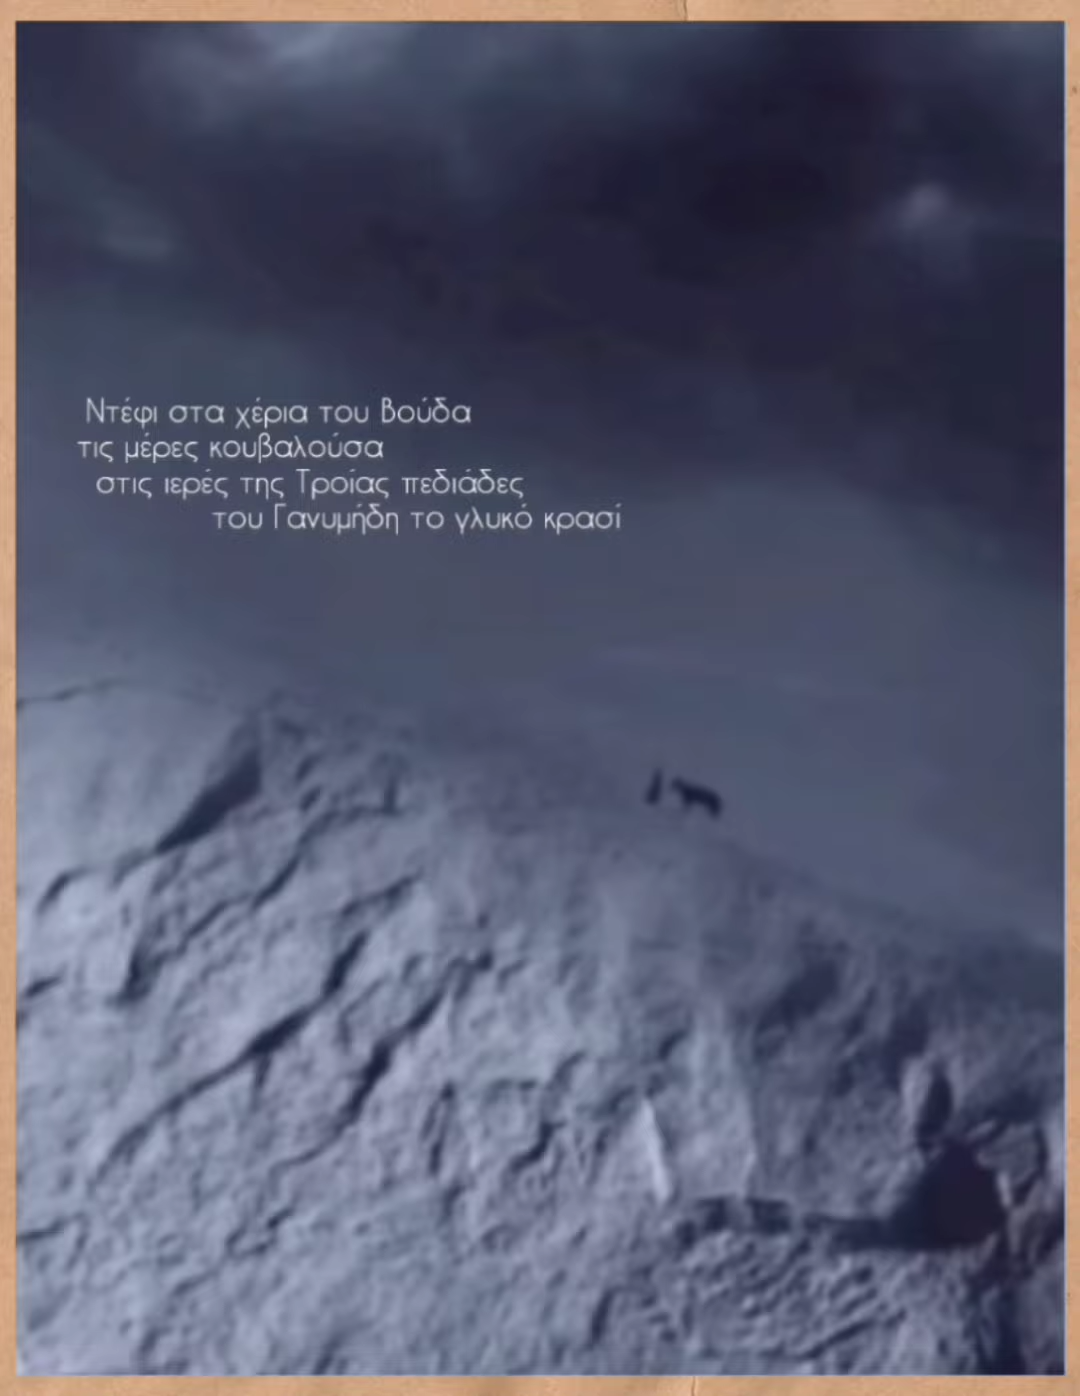 Ντέφι στα χέρια του Βούδα
τις μέρες κουβαλούσα
στις ιερές της Τροίας πεδιάδες
του Γανυμήδη το γλυκό κρασί